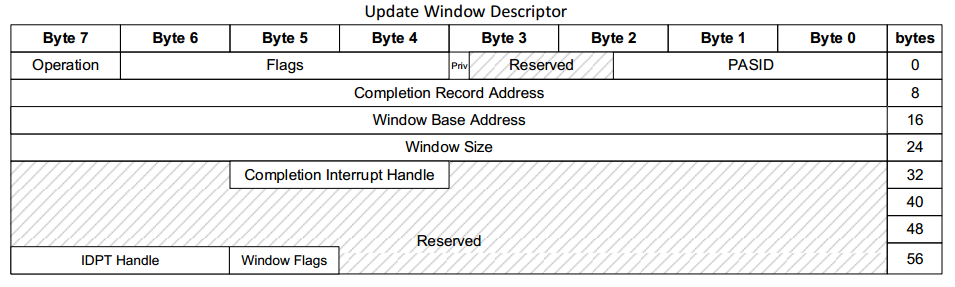 Update Window Descriptor
Byte 7 Byte 6 Byte 5 Byte 4 Byte 3 Byte 2 Byte 1 Byte 0 bytes
Operation Flags Priv Reserved PASID 0
Completion Record Address 8
Window Base Address 16
Window Size 24
Completion Interrupt Handle 32
40
48
Reserved
IDPT Handle Window Flags 56